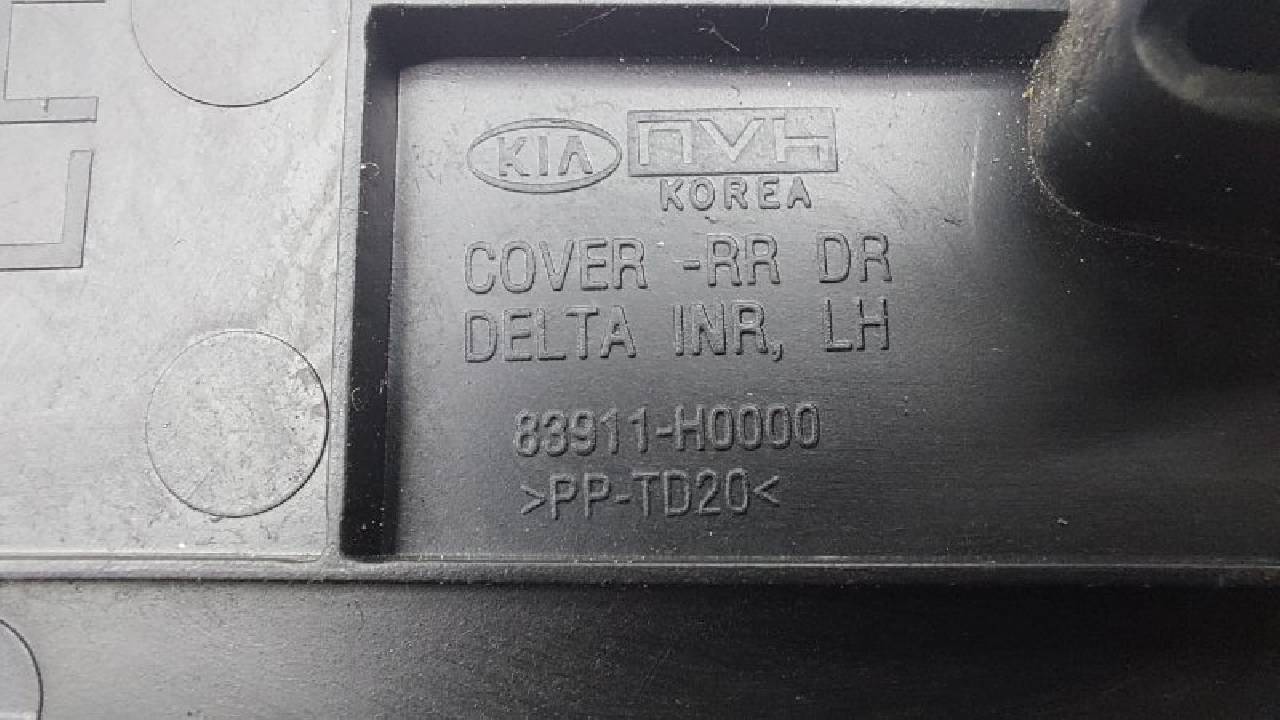 KIA NVH
KOREA
COVER -RR DR
DELTA INR, LH
83911-H0000
>PP-TD20<